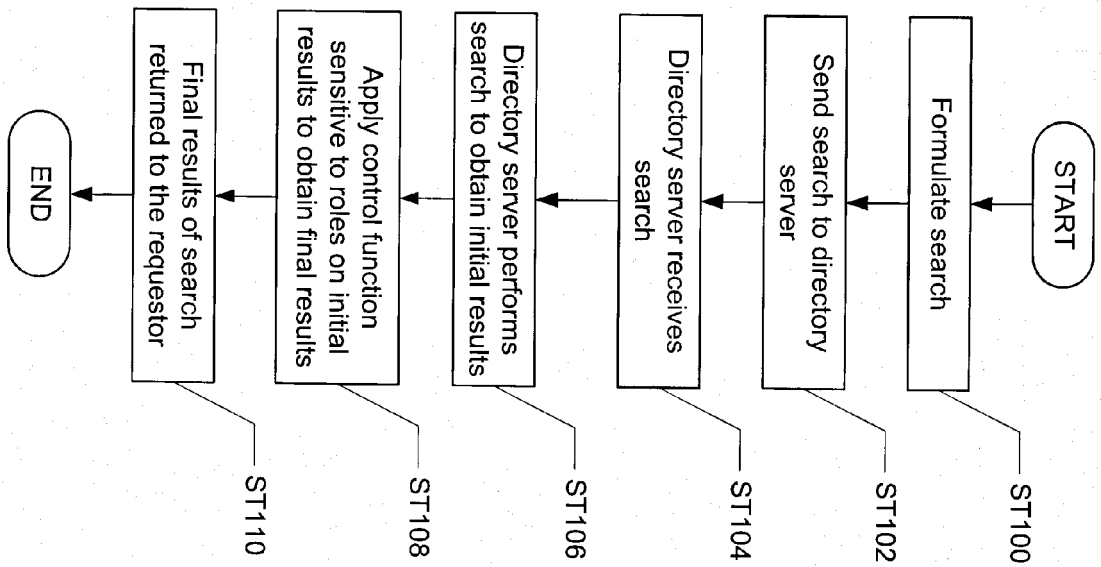 START
Formulate search
ST100
Send search to directory
server
ST102
Directory server receives
search
ST104
Directory server performs
search to obtain initial results
ST106
Apply control function
sensitive to roles on initial
results to obtain final results
ST108
Final results of search
returned to the requestor
ST110
END